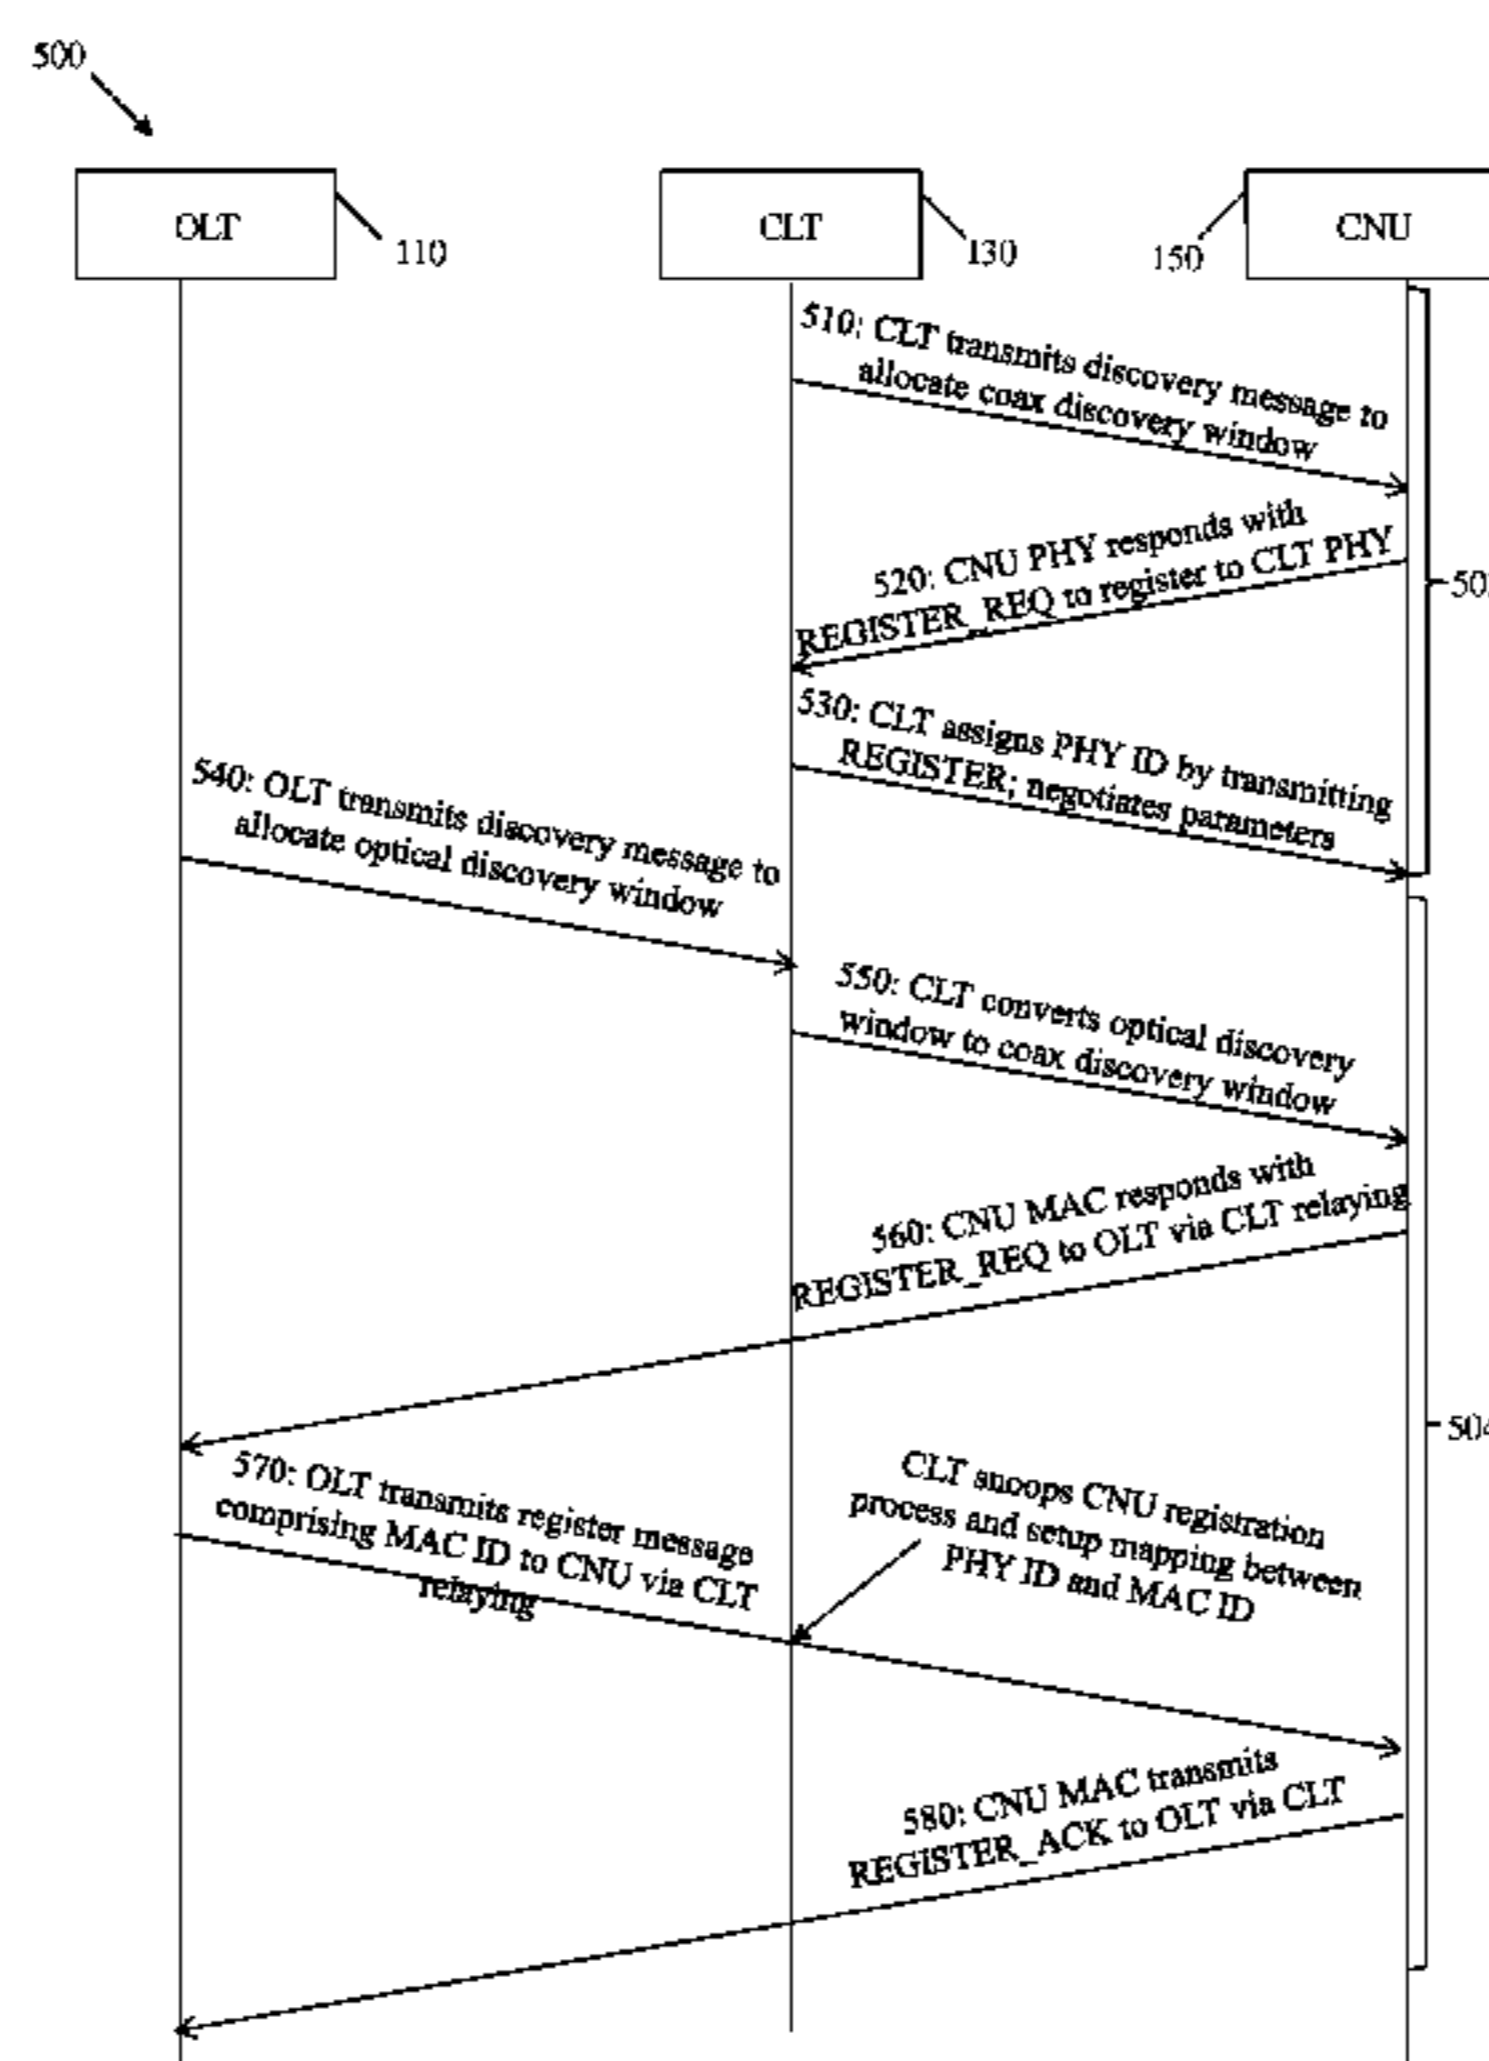 500
OLT
110
CLT
130
150
CNU
510: CLT transmits discovery message to
allocate coax discovery window
520: CNU PHY responds with
REGISTER_REQ to register to CLT PHY
530: CLT assigns PHY ID by transmitting
REGISTER; negotiates parameters
540: OLT transmits discovery message to
allocate optical discovery window
550: CLT converts optical discovery
window to coax discovery window
560: CNU MAC responds with
REGISTER_REQ to OLT via CLT relaying
570: OLT transmits register message
comprising MAC ID to CNU via CLT
relaying
CLT snoops CNU registration
process and setup mapping between
PHY ID and MAC ID
580: CNU MAC transmits
REGISTER_ACK to OLT via CLT